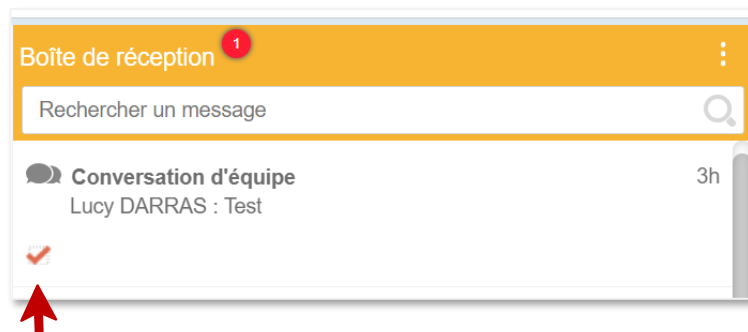 Boîte de réception 1
Rechercher un message
Conversation d'équipe 3h
Lucy DARRAS : Test